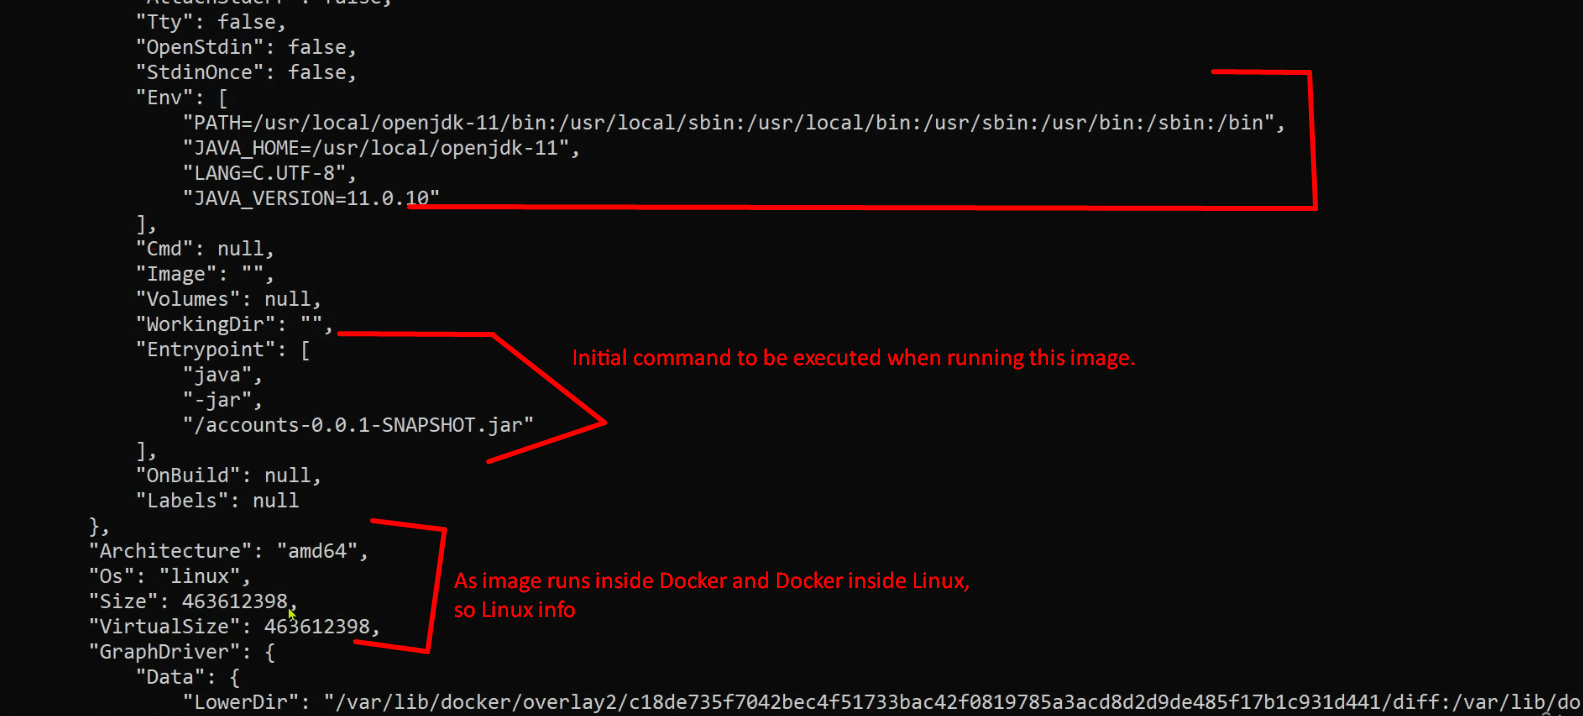 "Tty": false,
"OpenStdin": false,
"StdinOnce": false,
"Env": [
"PATH=/usr/local/openjdk-11/bin:/usr/local/sbin:/usr/local/bin:/usr/sbin:/usr/bin:/sbin:/bin",
"JAVA_HOME=/usr/local/openjdk-11",
"LANG=C.UTF-8",
"JAVA_VERSION=11.0.10"
],
"Cmd": null,
"Image": "",
"Volumes": null,
"WorkingDir": "",
"Entrypoint": [
Initial command to be executed when running this image.
"java",
"-jar",
"/accounts-0.0.1-SNAPSHOT.jar"
],
"OnBuild": null,
"Labels": null
},
"Architecture": "amd64",
"Os": "linux",
As image runs inside Docker and Docker inside Linux,
so Linux info
"Size": 463612398,
"VirtualSize": 463612398,
"GraphDriver": {
"Data": {
"LowerDir": "/var/lib/docker/overlay2/c18de735f7042bec4f51733bac42f0819785a3acd8d2d9de485f17b1c931d441/diff:/var/lib/do